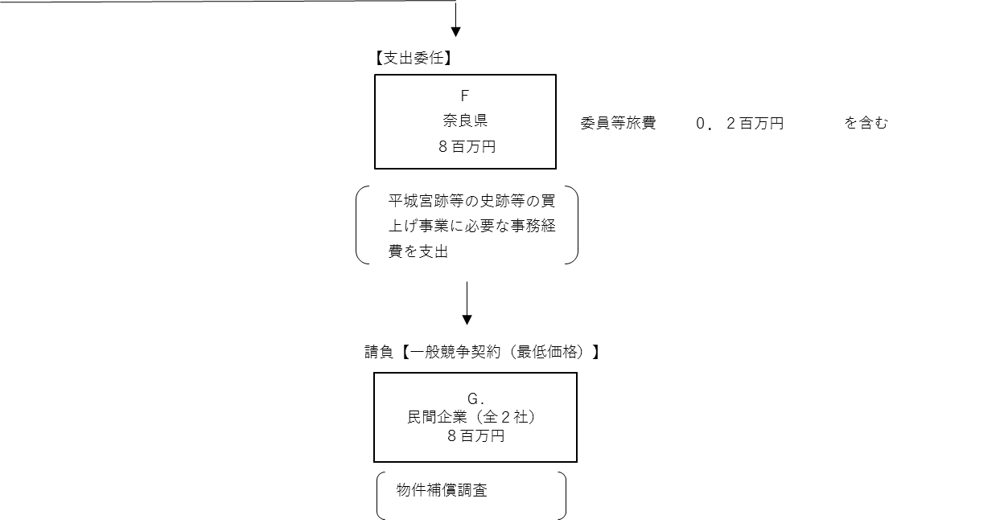 【支出委任】
F
奈良県
８百万円
委員等旅費　０．２百万円　を含む
平城宮跡等の史跡等の買
上げ事業に必要な事務経
費を支出
請負【一般競争契約（最低価格）】
G．
民間企業（全２社）
８百万円
物件補償調査